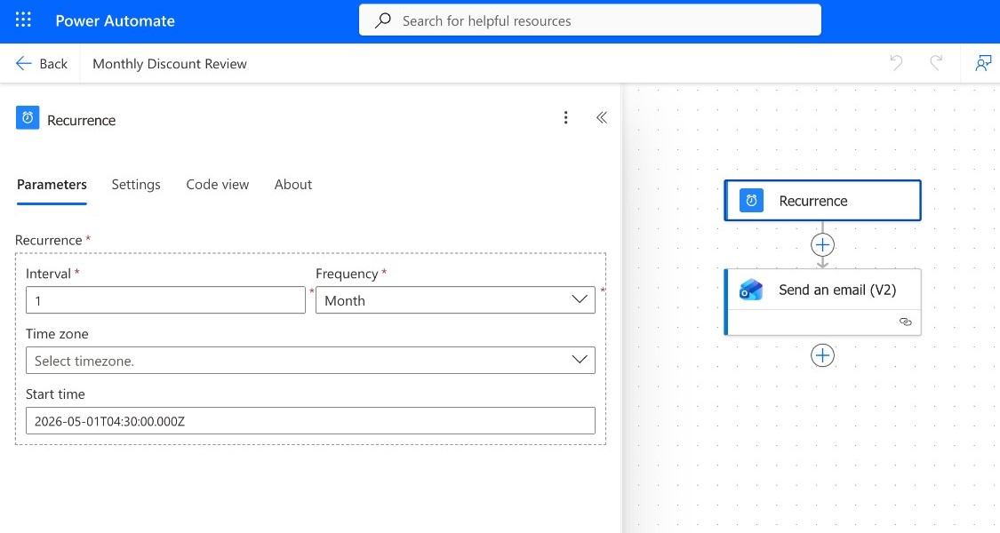 Power Automate
Search for helpful resources
Back
Monthly Discount Review
Recurrence
Parameters
Settings
Code view
About
Recurrence *
Interval *
Frequency *
1
*
Month
*
Time zone
Select timezone.
Start time
2026-05-01T04:30:00.000Z
Recurrence
Send an email (V2)